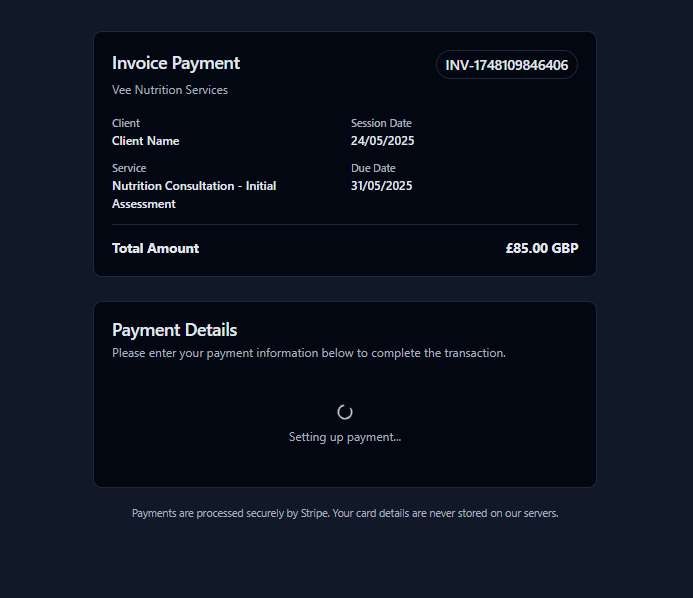 Invoice Payment
INV-1748109846406
Vee Nutrition Services
Client
Client Name
Session Date
24/05/2025
Service
Nutrition Consultation - Initial
Assessment
Due Date
31/05/2025
Total Amount
£85.00 GBP
Payment Details
Please enter your payment information below to complete the transaction.
Setting up payment...
Payments are processed securely by Stripe. Your card details are never stored on our servers.